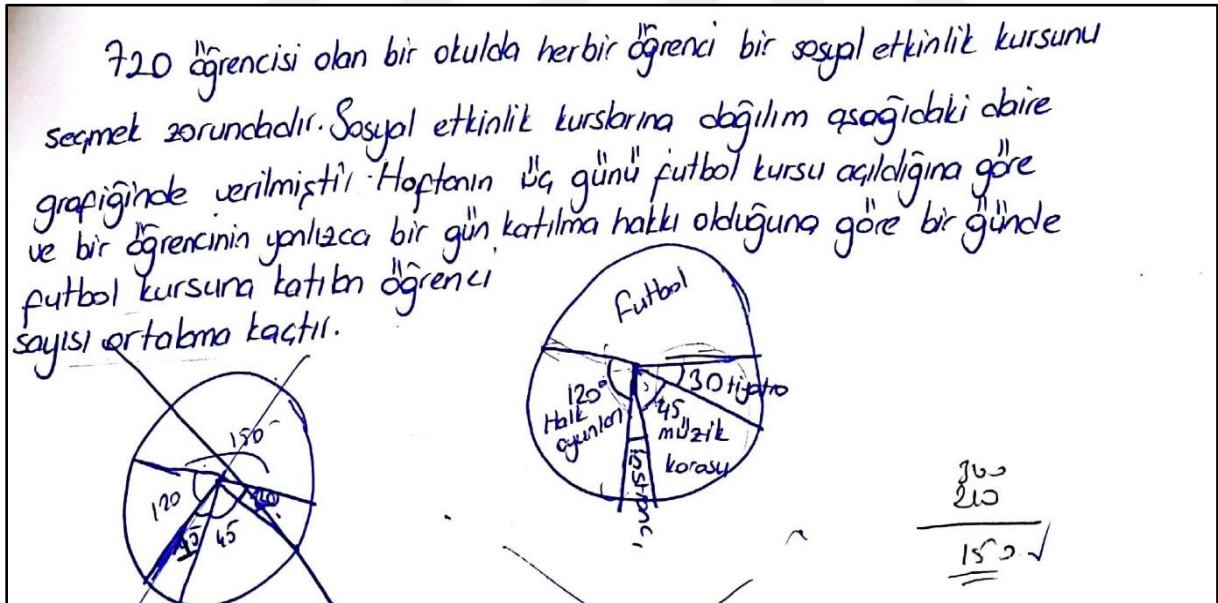 720 öğrencisi olan bir okulda herbir öğrenci bir sosyal etkinlik kursunu
seçmek zorundadır. Sosyal etkinlik kurslarına dağılım aşağıdaki daire
grafiğinde verilmiştir. Haftanın üç günü futbol kursu açıldığına göre
ve bir öğrencinin yanlızca bir gün katılma hakkı olduğuna göre bir günde
futbol kursuna katılan öğrenci
sayısı ortalama kaçtır.
Futbol
120°
Halk
oyunları
30 tiyatro
45
müzik
korosu
150
120
45
45
150